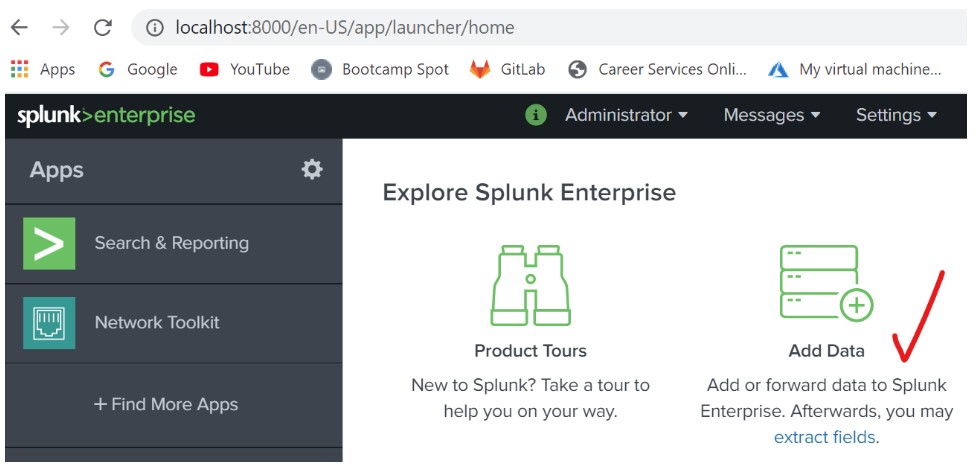 localhost:8000/en-US/app/launcher/home
Apps Google YouTube Bootcamp Spot GitLab Career Services Onli... My virtual machine...
splunk>enterprise i Administrator Messages Settings
Apps
Search & Reporting
Network Toolkit
+ Find More Apps
Explore Splunk Enterprise
Product Tours
New to Splunk? Take a tour to
help you on your way.
Add Data
Add or forward data to Splunk
Enterprise. Afterwards, you may
extract fields.